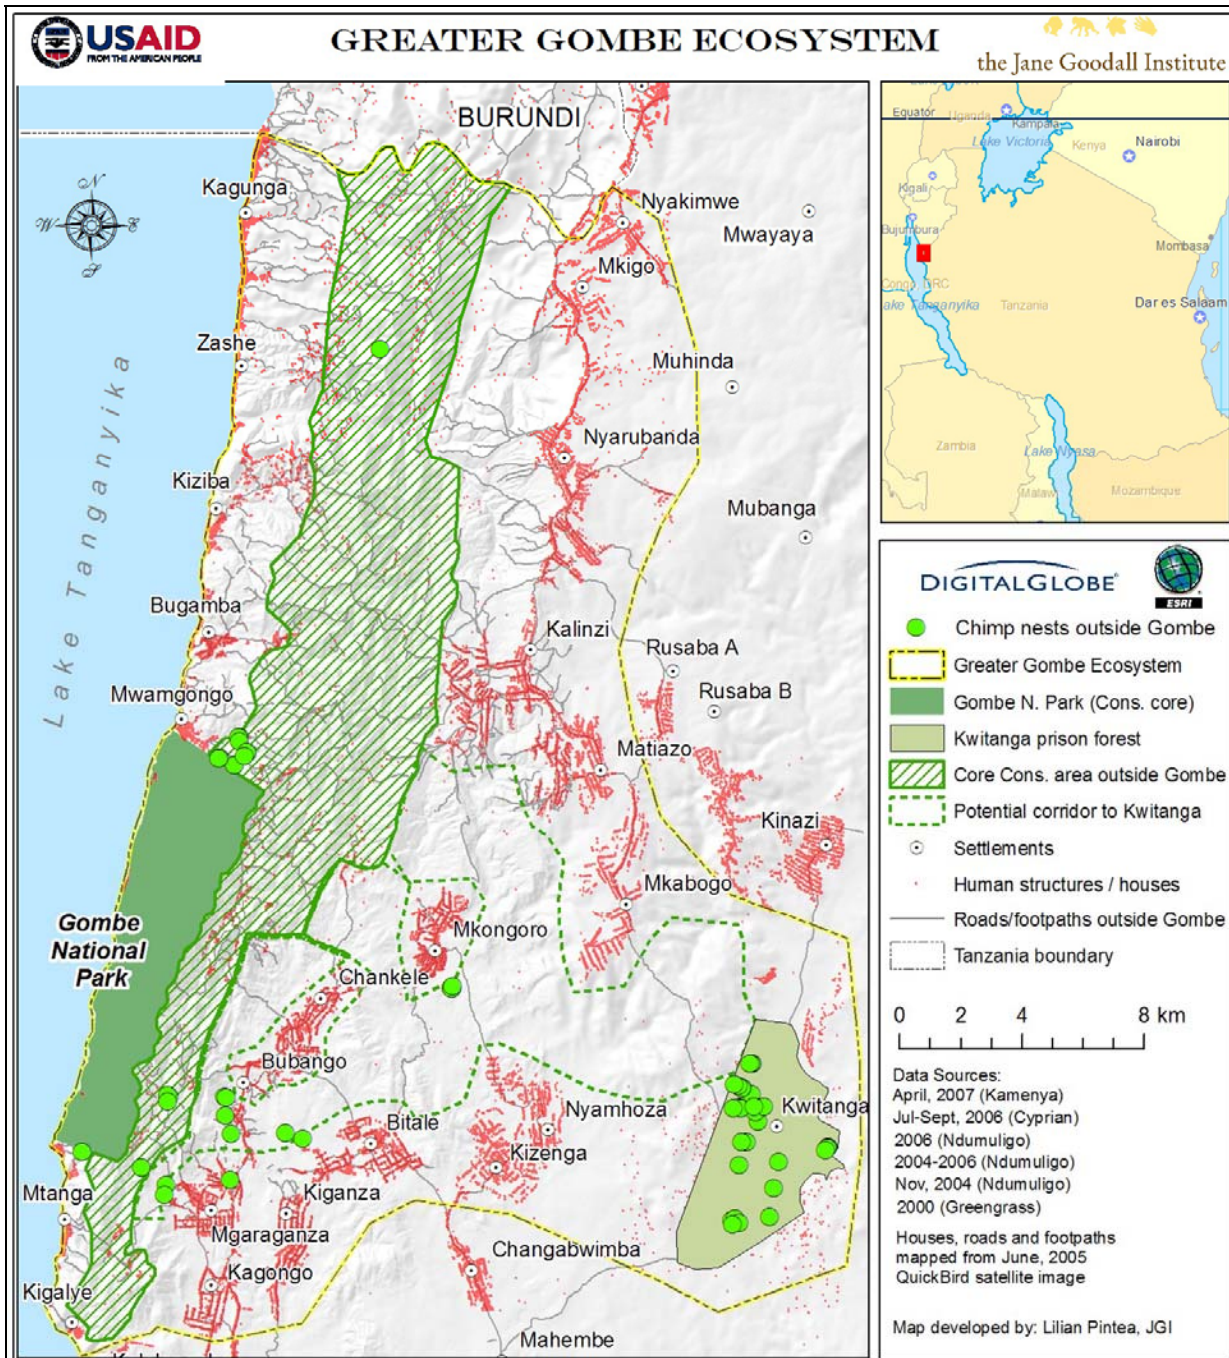 USAID
FROM THE AMERICAN PEOPLE
GREATER GOMBE ECOSYSTEM
the Jane Goodall Institute
BURUNDI
N
W
E
S
Kagunga
Nyakimwe
Mwayaya
Mkigo
Zashe
Muhinda
Lake Tanganyika
Nyarubanda
Kiziba
Mubanga
Bugamba
Kalinzi
Rusaba A
Rusaba B
Mwamgongo
Matiazo
Kinazi
Mkabogo
Gombe
National
Park
Mkongoro
Chankele
Bubango
Nyamhoza
Kwitanga
Bitale
Kizenga
Mtanga
Kiganza
Mgaraganza
Changabwimba
Kagongo
Kigalye
Mahembe
Equator
Uganda
Kampala
Lake Victoria
Kenya
Nairobi
Kigali
Bujumbura
Mombasa
Congo, DRC
Lake Tanganyika
Tanzania
Dar es Salaam
Zambia
Lake Nyasa
Malawi
Mozambique
DIGITALGLOBE
ESRI
Chimp nests outside Gombe
Greater Gombe Ecosystem
Gombe N. Park (Cons. core)
Kwitanga prison forest
Core Cons. area outside Gombe
Potential corridor to Kwitanga
Settlements
Human structures / houses
Roads/footpaths outside Gombe
Tanzania boundary
0 2 4 8 km
Data Sources:
April, 2007 (Kamenya)
Jul-Sept, 2006 (Cyprian)
2006 (Ndumuligo)
2004-2006 (Ndumuligo)
Nov, 2004 (Ndumuligo)
2000 (Greengrass)
Houses, roads and footpaths
mapped from June, 2005
QuickBird satellite image
Map developed by: Lilian Pintea, JGI